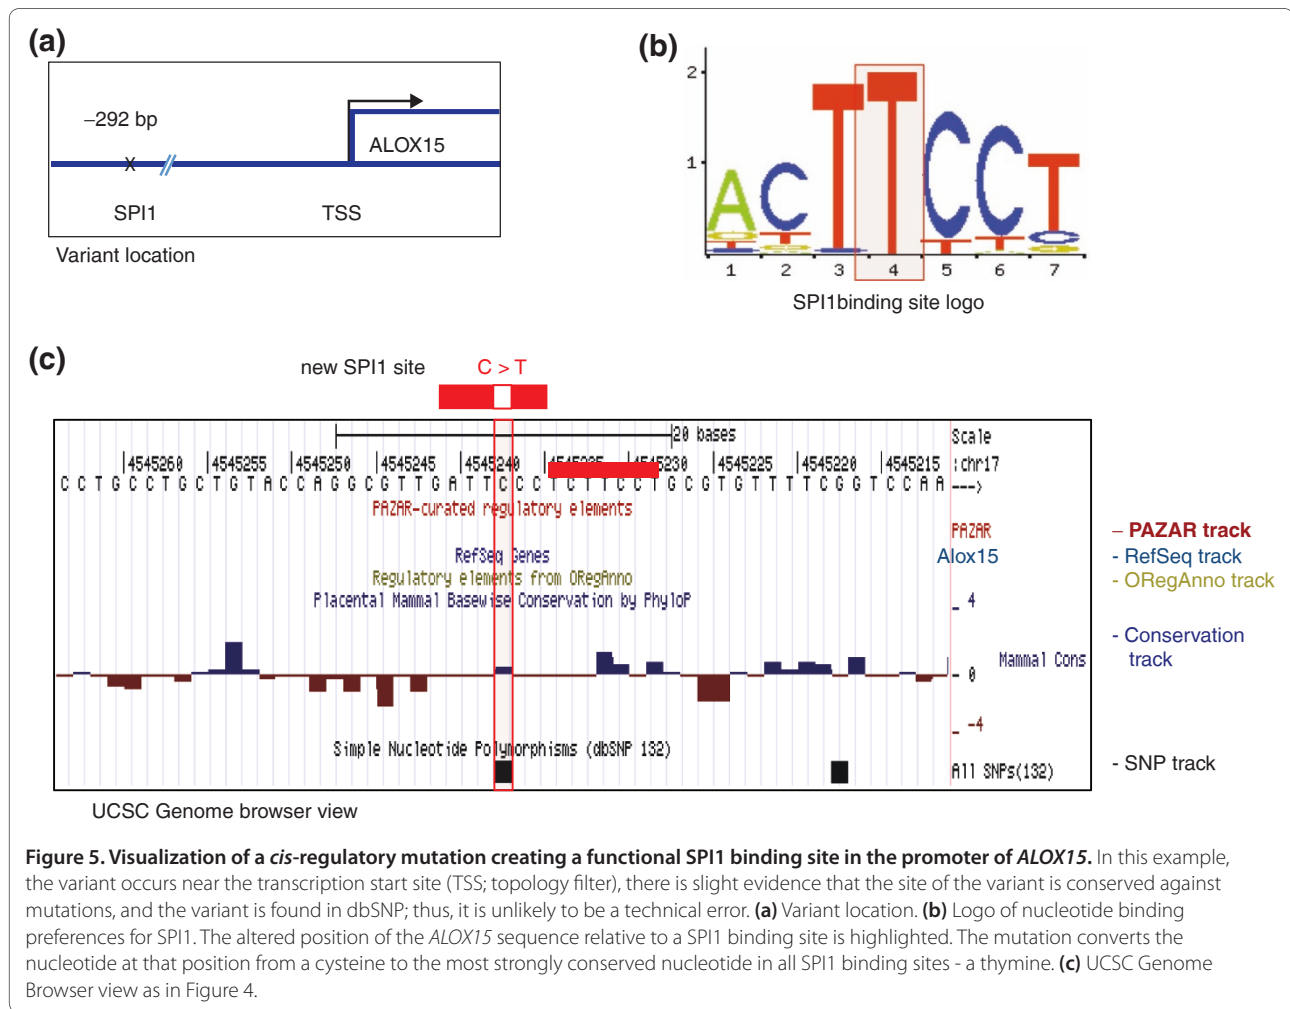 (a)
−292 bp
ALOX15
X
SPI1
TSS
Variant location
(b)
2
1
A C T T C C T
1 2 3 4 5 6 7
SPI1binding site logo
(c)
new SPI1 site
C > T
20 bases
Scale
|4545260 |4545255 |4545250 |4545245 |4545240 |4545230 |4545225 |4545220 |4545215
:chr17
C C T G C C T G C T G T A C C A G G C G T T G A T T C C C T C T T C C T G C G T G T T T T C G G T C C A A
--->
PAZAR-curated regulatory elements
PAZAR
– PAZAR track
RefSeq Genes
Alox15
- RefSeq track
Regulatory elements from ORegAnno
- ORegAnno track
Placental Mammal Basewise Conservation by PhyloP
4
- Conservation
track
Mammal Cons
0
-4
Simple Nucleotide Polymorphisms (dbSNP 132)
All SNPs(132)
- SNP track
UCSC Genome browser view
Figure 5. Visualization of a cis-regulatory mutation creating a functional SPI1 binding site in the promoter of ALOX15. In this example,
the variant occurs near the transcription start site (TSS; topology filter), there is slight evidence that the site of the variant is conserved against
mutations, and the variant is found in dbSNP; thus, it is unlikely to be a technical error. (a) Variant location. (b) Logo of nucleotide binding
preferences for SPI1. The altered position of the ALOX15 sequence relative to a SPI1 binding site is highlighted. The mutation converts the
nucleotide at that position from a cysteine to the most strongly conserved nucleotide in all SPI1 binding sites - a thymine. (c) UCSC Genome
Browser view as in Figure 4.